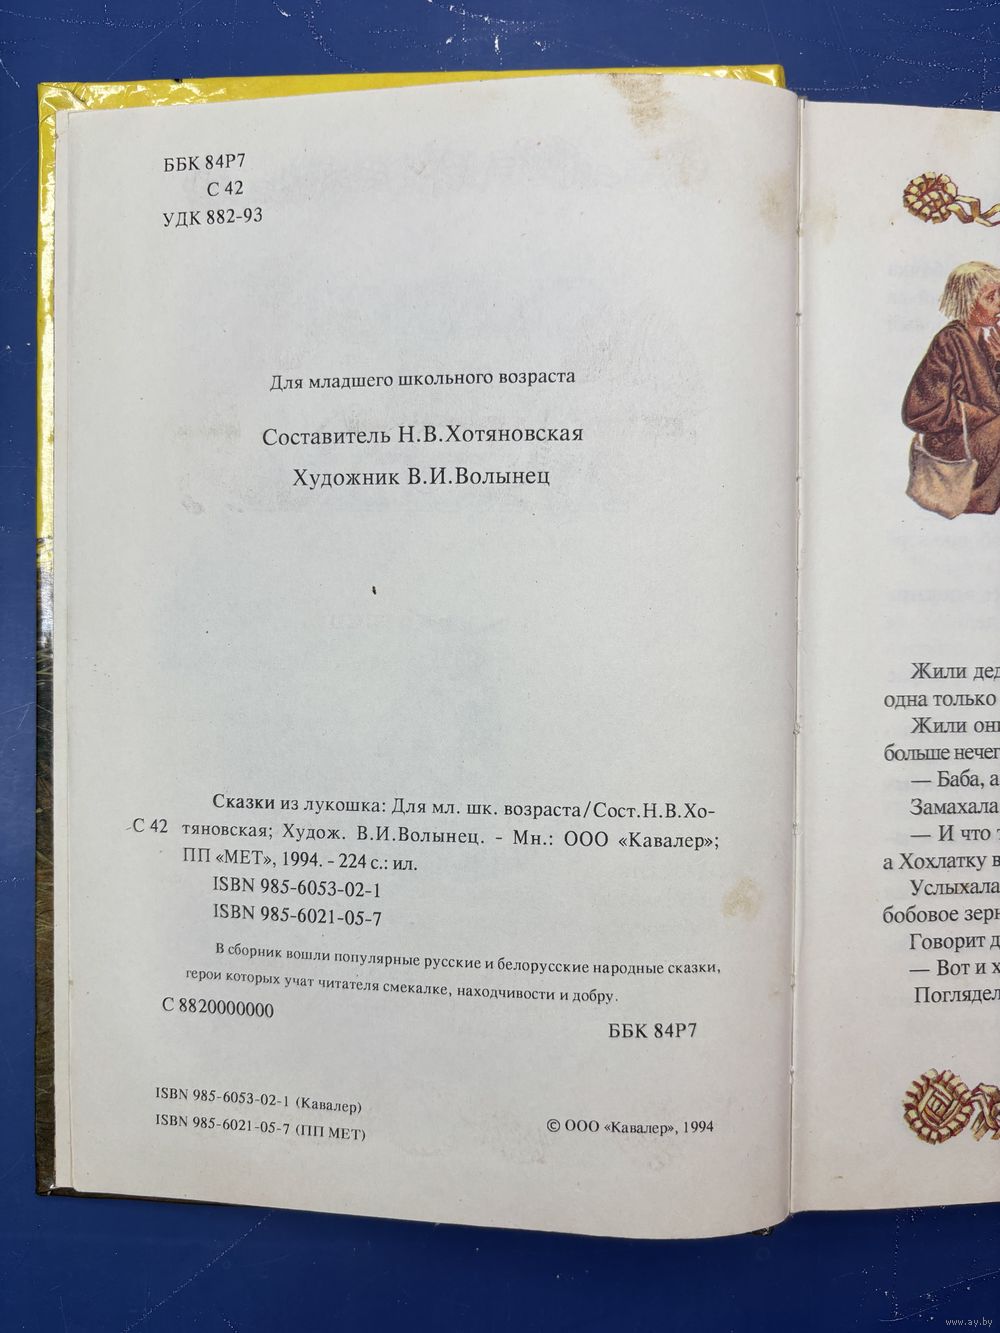 ББК 84Р7
С 42
УДК 882-93
Для младшего школьного возраста
Составитель Н.В.Хотяновская
Художник В.И.Волынец
Сказки из лукошка: Для мл. шк. возраста/Сост.Н.В.Хо-
С 42 тяновская; Худож. В.И.Волынец. - Мн.: ООО «Кавалер»;
ПП «МЕТ», 1994. - 224 с.: ил.
ISBN 985-6053-02-1
ISBN 985-6021-05-7
В сборник вошли популярные русские и белорусские народные сказки,
герои которых учат читателя смекалке, находчивости и добру.
С 8820000000
ББК 84Р7
ISBN 985-6053-02-1 (Кавалер)
ISBN 985-6021-05-7 (ПП МЕТ)
© ООО «Кавалер», 1994
Жили дед
одна только
Жили они
больше нечег
— Баба, а
Замахала
— И что т
а Хохлатку в
Услыхала
бобовое зерн
Говорит д
— Вот и х
Поглядел
www.ay.by